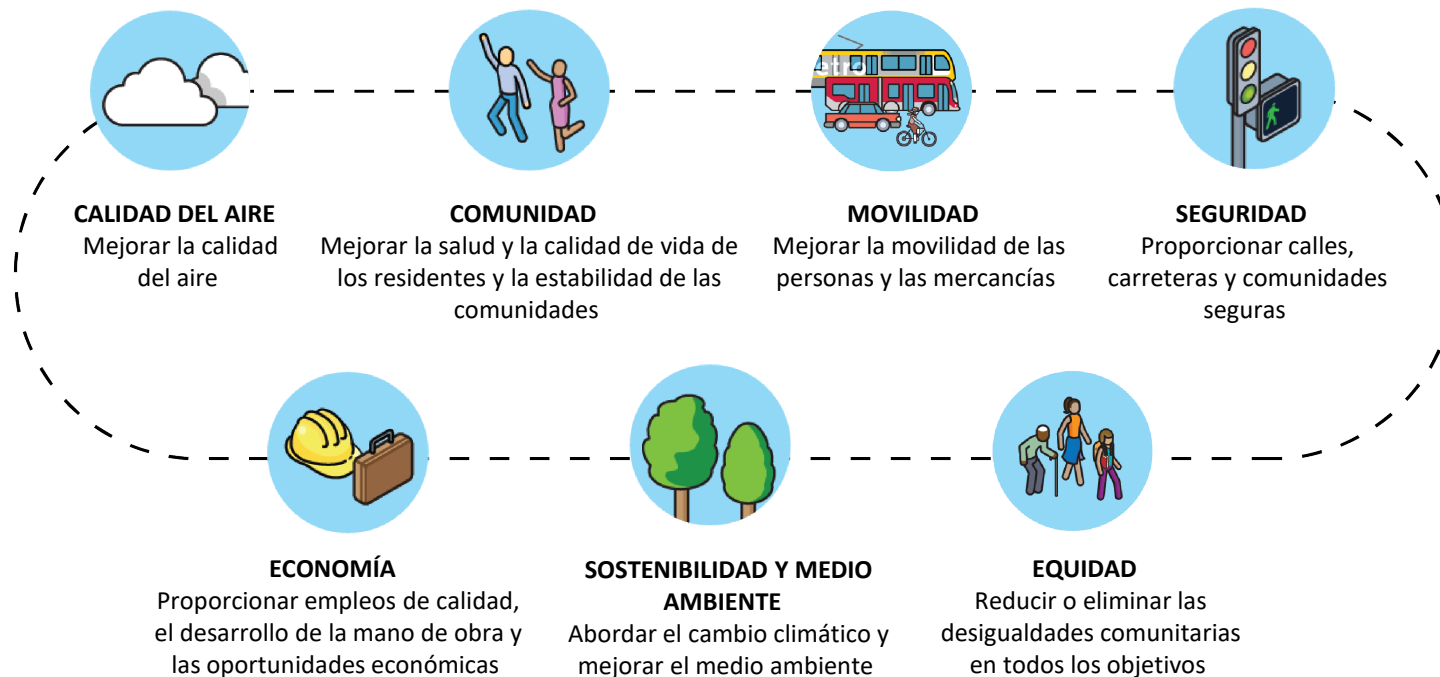 etro
CALIDAD DEL AIRE
Mejorar la calidad
del aire
COMUNIDAD
Mejorar la salud y la calidad de vida de
los residentes y la estabilidad de las
comunidades
MOVILIDAD
Mejorar la movilidad de las
personas y las mercancías
SEGURIDAD
Proporcionar calles,
carreteras y comunidades
seguras
ECONOMÍA
Proporcionar empleos de calidad,
el desarrollo de la mano de obra y
las oportunidades económicas
SOSTENIBILIDAD Y MEDIO
AMBIENTE
Abordar el cambio climático y
mejorar el medio ambiente
EQUIDAD
Reducir o eliminar las
desigualdades comunitarias
en todos los objetivos